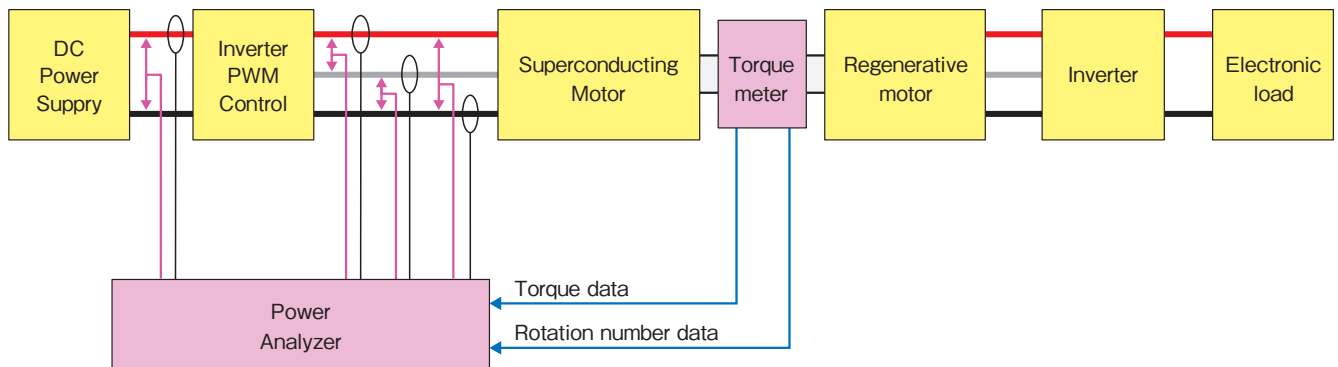 DC
Power
Suppry
Inverter
PWM
Control
Superconducting
Motor
Torque
meter
Regenerative
motor
Inverter
Electronic
load
Torque data
Rotation number data
Power
Analyzer